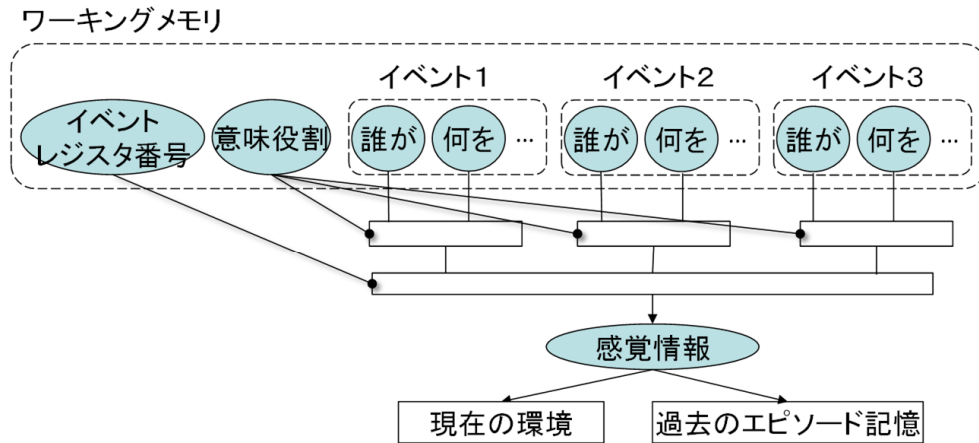 ワーキングメモリ
イベント1
イベント2
イベント3
イベント
レジスタ番号
意味役割
誰が
何を
…
誰が
何を
…
誰が
何を
…
感覚情報
現在の環境
過去のエピソード記憶